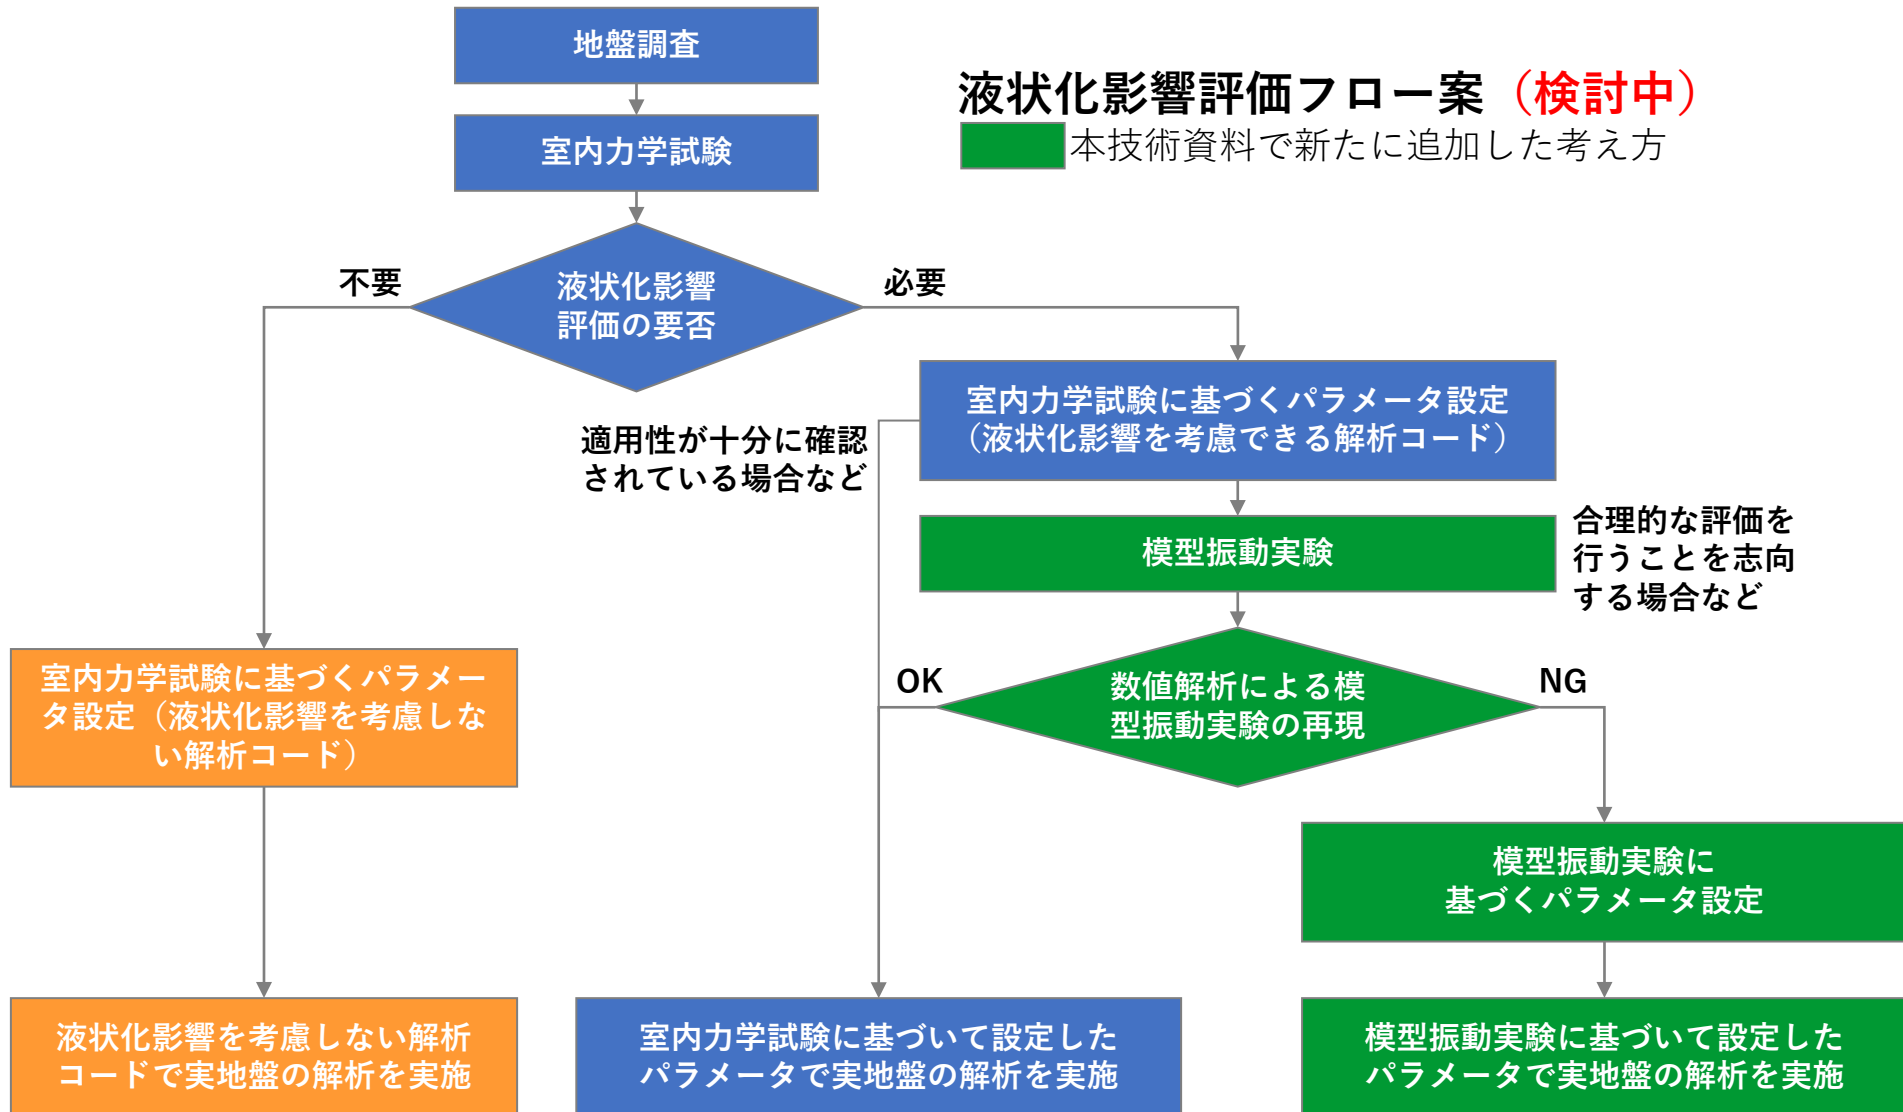 地盤調査
室内力学試験
液状化影響評価フロー案（検討中）
本技術資料で新たに追加した考え方
液状化影響
評価の要否
不要
必要
室内力学試験に基づくパラメータ設定
（液状化影響を考慮できる解析コード）
適用性が十分に確認
されている場合など
模型振動実験
合理的な評価を
行うことを志向
する場合など
数値解析による模
型振動実験の再現
OK
NG
室内力学試験に基づくパラメー
タ設定（液状化影響を考慮しな
い解析コード）
模型振動実験に
基づくパラメータ設定
液状化影響を考慮しない解析
コードで実地盤の解析を実施
室内力学試験に基づいて設定した
パラメータで実地盤の解析を実施
模型振動実験に基づいて設定した
パラメータで実地盤の解析を実施